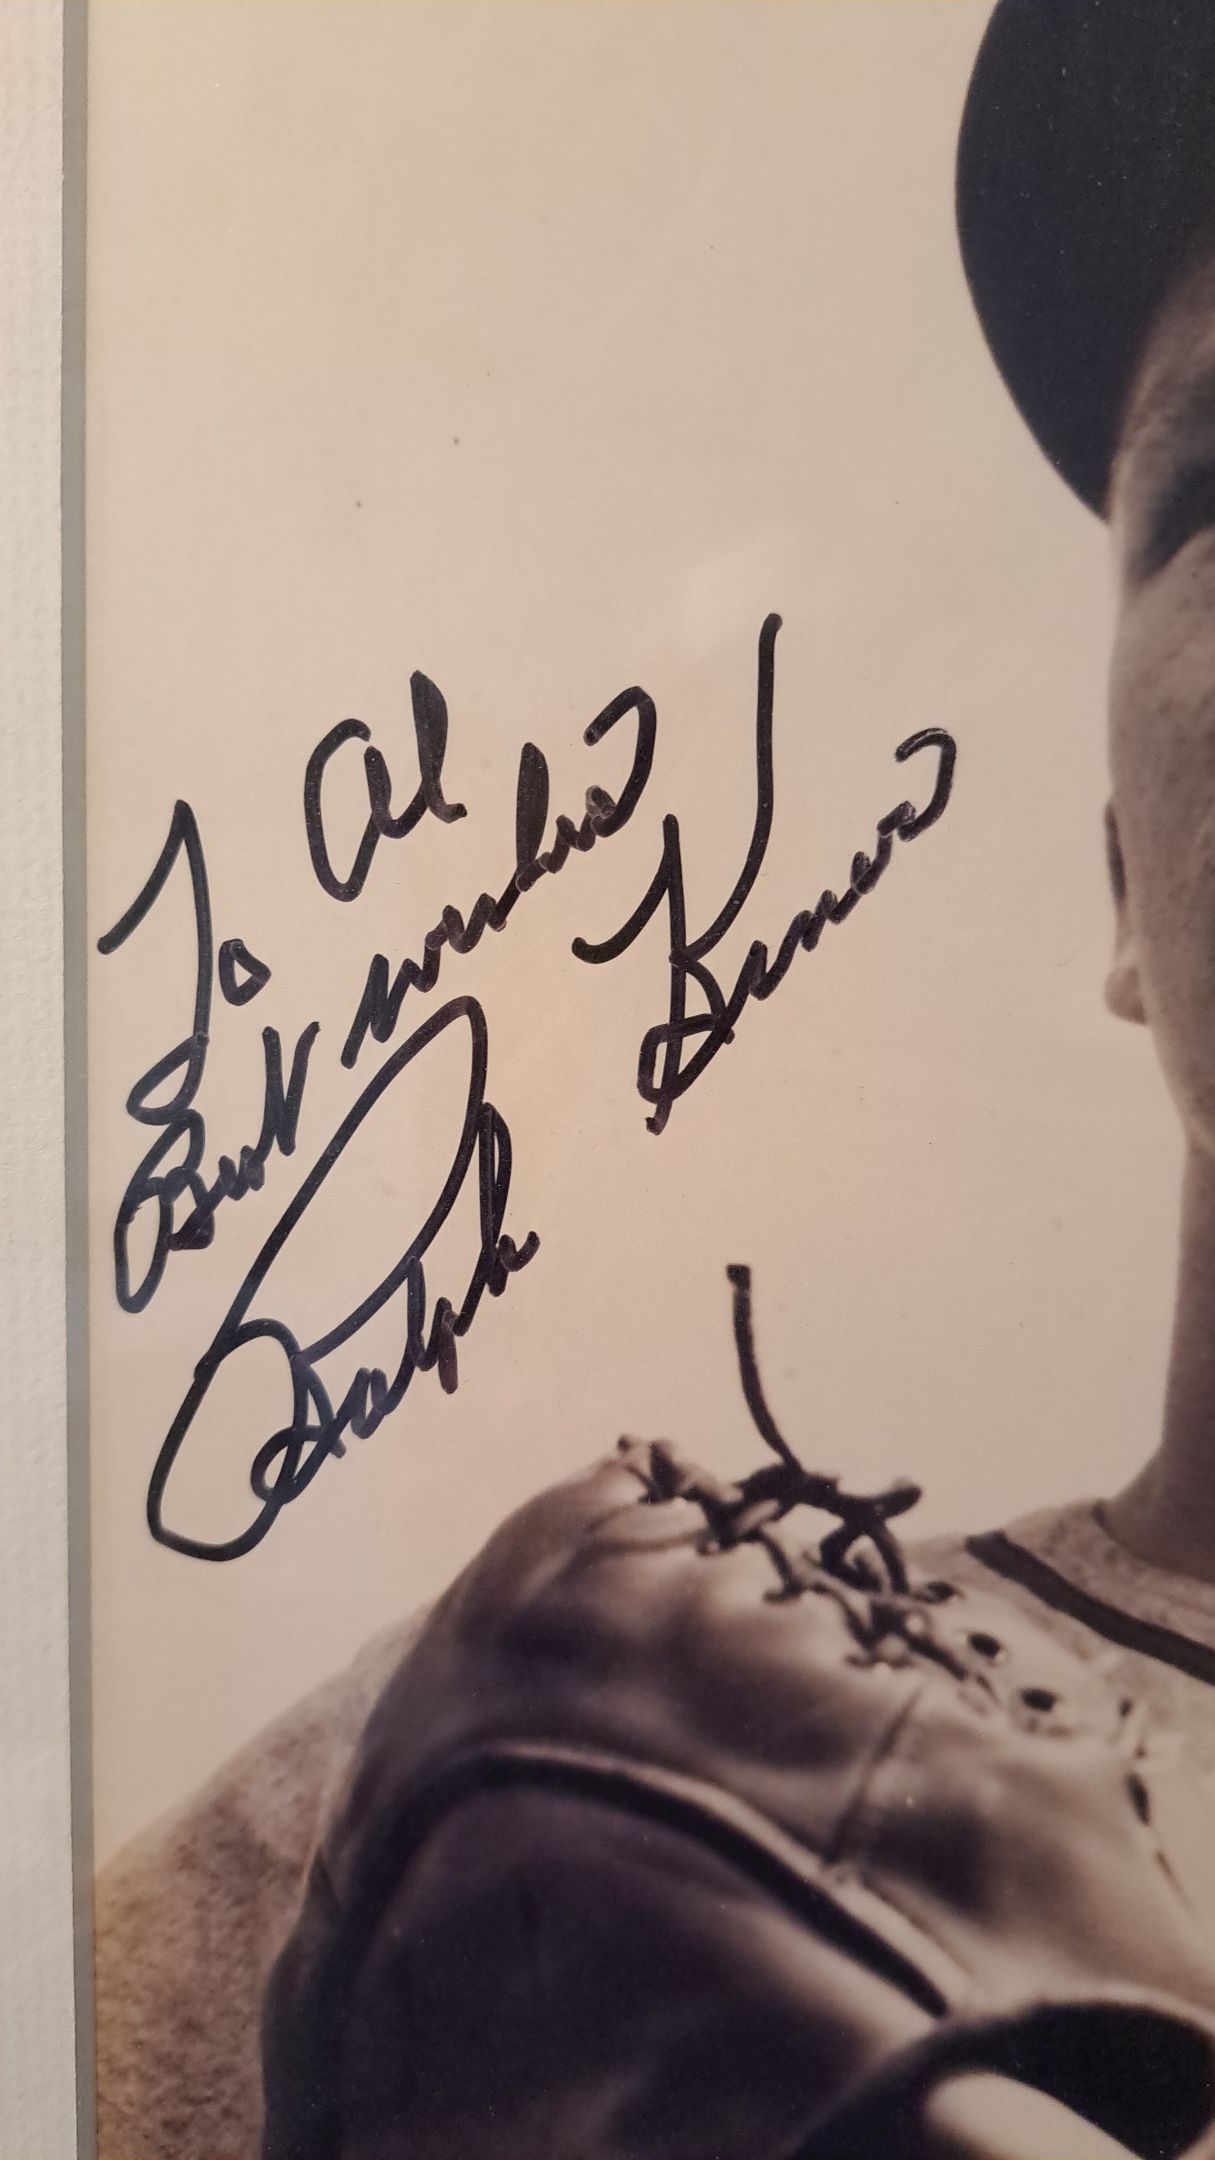 To Al
Best wishes
Ralph Kiner